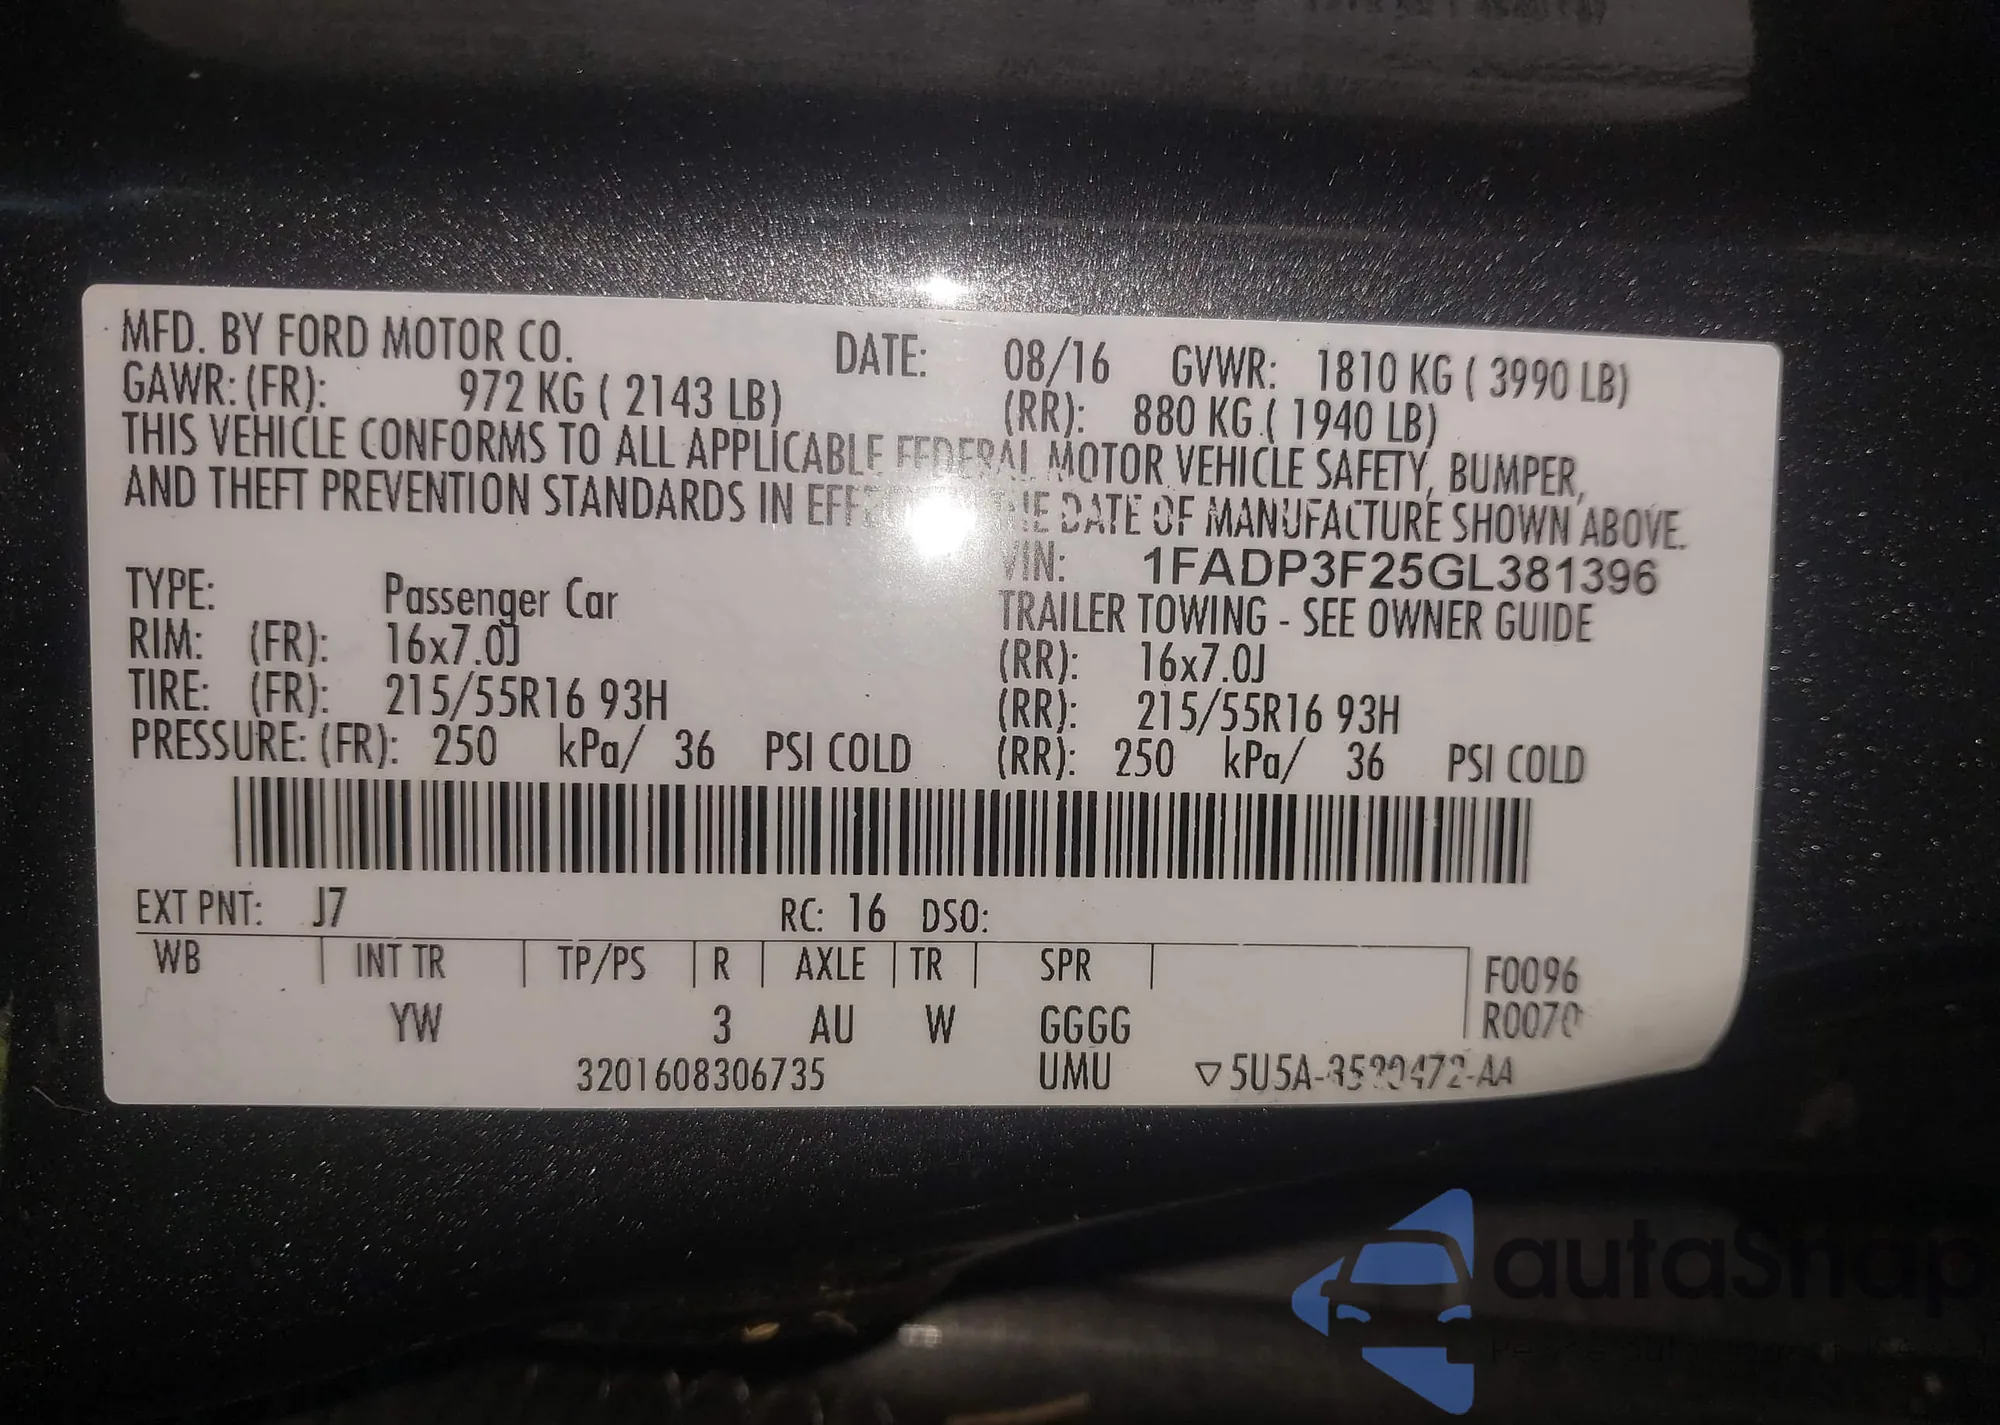 MFD. BY FORD MOTOR CO. DATE: 08/16 GVWR: 1810 KG ( 3990 LB)
GAWR: (FR): 972 KG ( 2143 LB) (RR): 880 KG ( 1940 LB)
THIS VEHICLE CONFORMS TO ALL APPLICABLE FEDERAL MOTOR VEHICLE SAFETY, BUMPER,
AND THEFT PREVENTION STANDARDS IN DATE OF MANUFACTURE SHOWN ABOVE.
VIN: 1FADP3F25GL381396
TYPE: Passenger Car TRAILER TOWING - SEE OWNER GUIDE
RIM: (FR): 16x7.0J (RR): 16x7.0J
TIRE: (FR): 215/55R16 93H (RR): 215/55R16 93H
PRESSURE: (FR): 250 kPa/ 36 PSI COLD (RR): 250 kPa/ 36 PSI COLD
EXT PNT: J7 RC: 16 DSO:
WB INT TR TP/PS R AXLE TR SPR F0096
YW 3 AU W GGGG R0070
3201608306735 UMU
autaSnap